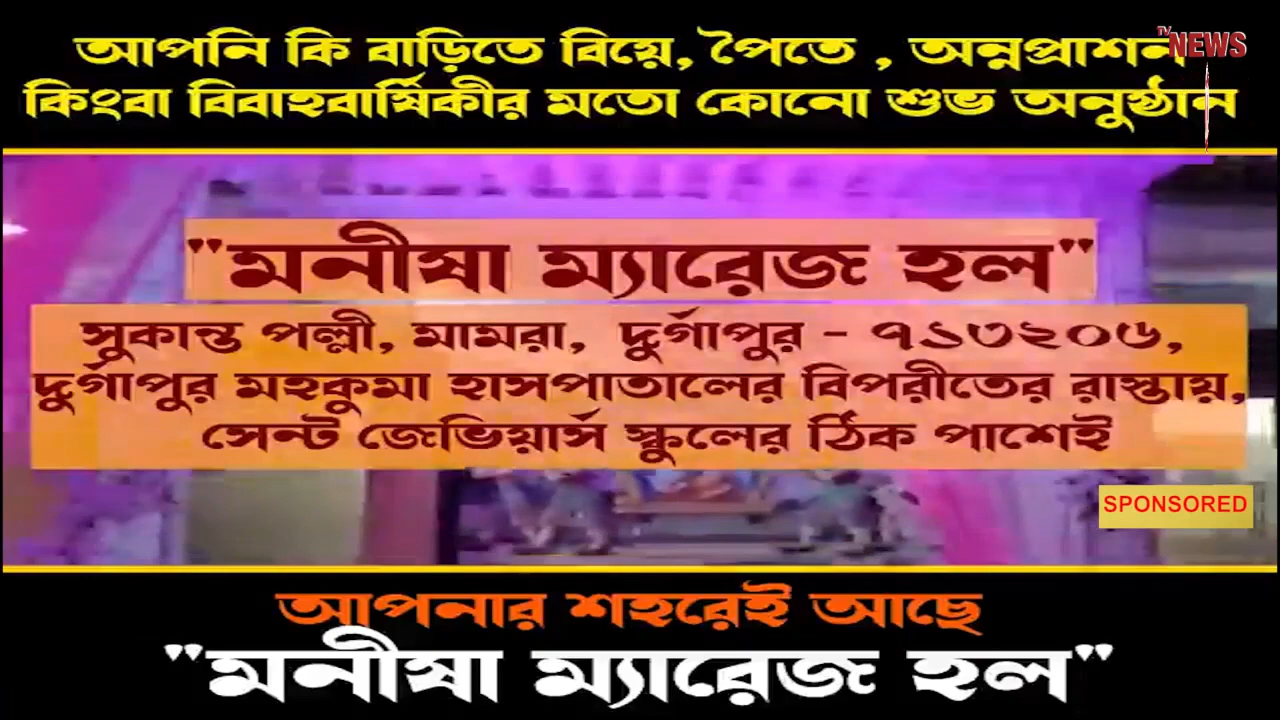 আপনি কি বাড়িতে বিয়ে, পৈতে , অন্নপ্রাশন
TV NEWS
কিংবা বিবাহবার্ষিকীর মতো কোনো শুভ অনুষ্ঠান
"মনীষা ম্যারেজ হল"
সুকান্ত পল্লী, মামরা, দুর্গাপুর - ৭১৩২০৬,
দুর্গাপুর মহকুমা হাসপাতালের বিপরীতের রাস্তায়,
সেন্ট জেভিয়ার্স স্কুলের ঠিক পাশেই
SPONSORED
আপনার শহরেই আছে
"মনীষা ম্যারেজ হল"